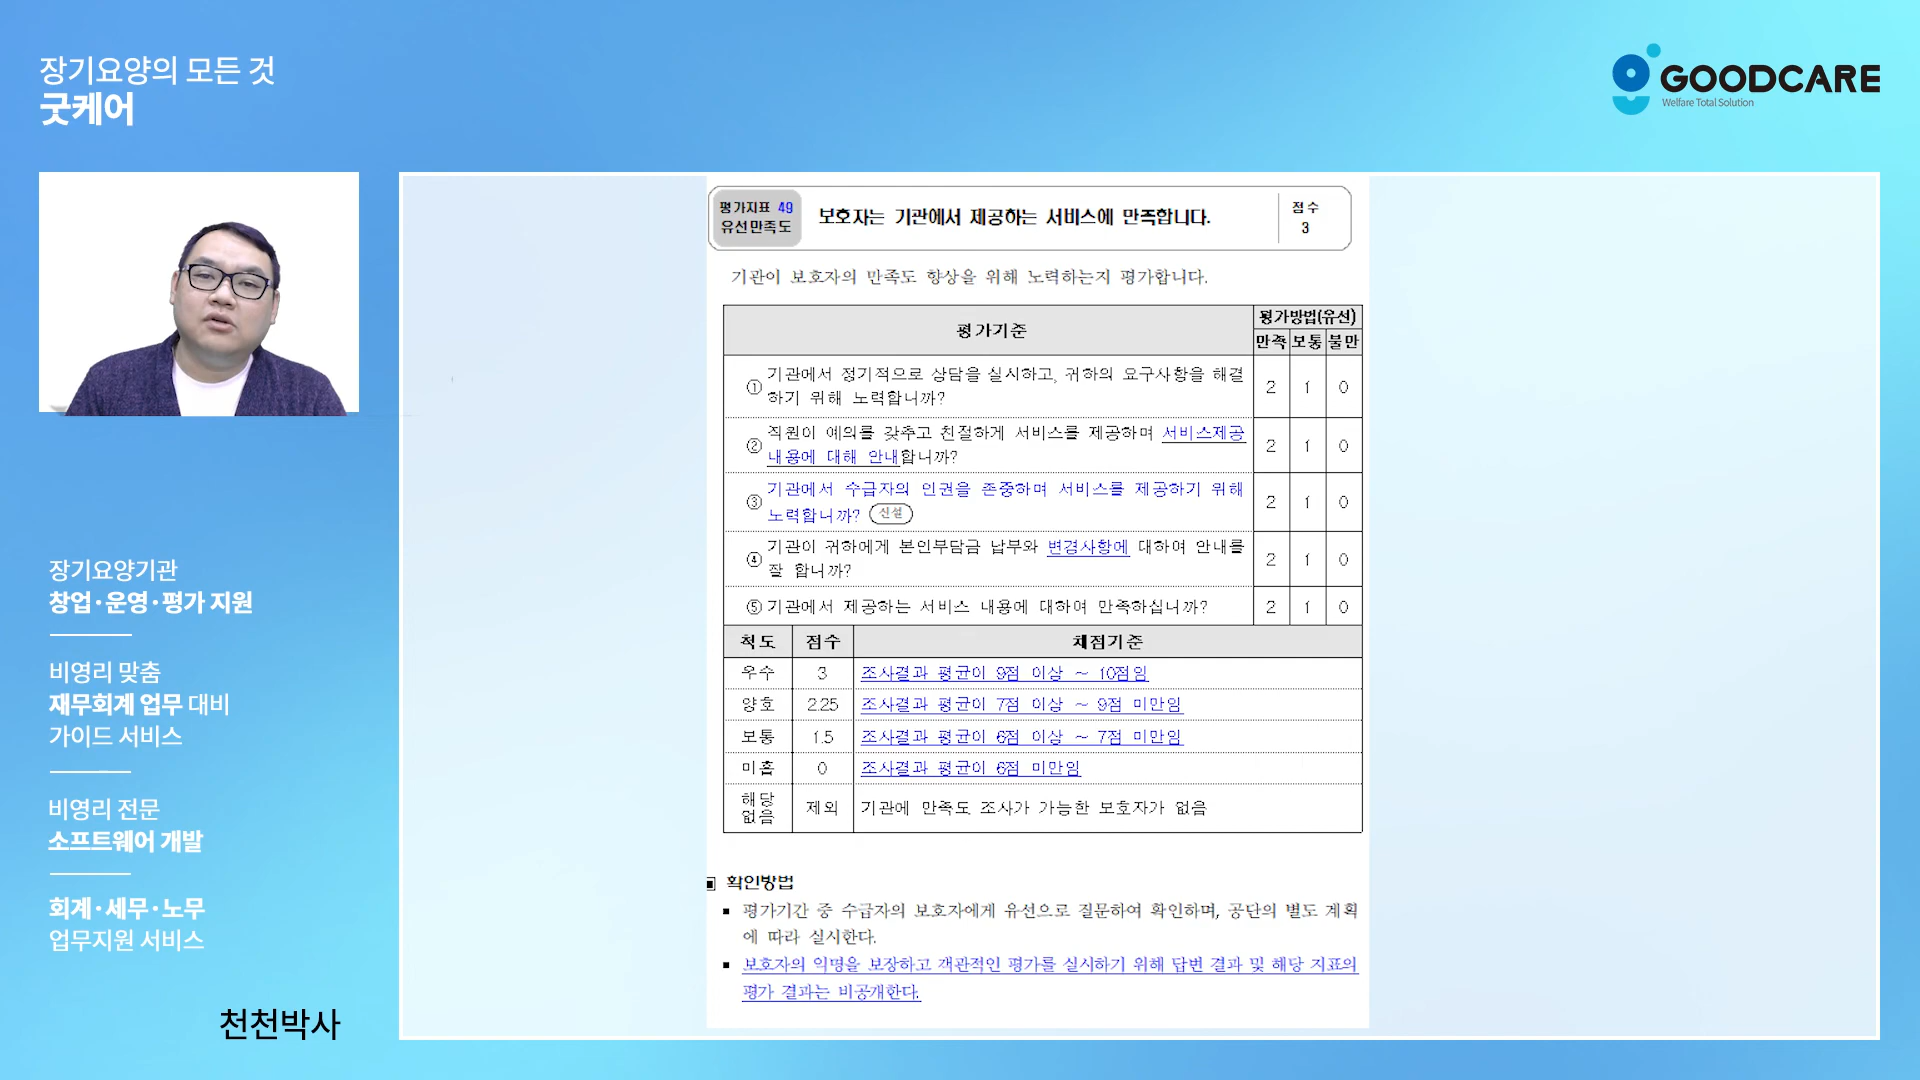 장기요양의 모든 것
굿케어
GOODCARE
Welfare Total Solution
장기요양기관
창업·운영·평가 지원
비영리 맞춤
재무회계 업무 대비
가이드 서비스
비영리 전문
소프트웨어 개발
회계·세무·노무
업무지원 서비스
천천박사
평가지표 49
유선만족도
보호자는 기관에서 제공하는 서비스에 만족합니다.
점수
3
기관이 보호자의 만족도 향상을 위해 노력하는지 평가합니다.
평가기준
평가방법(유선)
만족 보통 불만
① 기관에서 정기적으로 상담을 실시하고, 귀하의 요구사항을 해결
하기 위해 노력합니까?
2 1 0
② 직원이 예의를 갖추고 친절하게 서비스를 제공하며 서비스제공
내용에 대해 안내합니까?
2 1 0
③ 기관에서 수급자의 인권을 존중하며 서비스를 제공하기 위해
노력합니까? 신설
2 1 0
④ 기관이 귀하에게 본인부담금 납부와 변경사항에 대하여 안내를
잘 합니까?
2 1 0
⑤ 기관에서 제공하는 서비스 내용에 대하여 만족하십니까? 2 1 0
척도 점수 채점기준
우수 3 조사결과 평균이 9점 이상 ~ 10점임
양호 2.25 조사결과 평균이 7점 이상 ~ 9점 미만임
보통 1.5 조사결과 평균이 6점 이상 ~ 7점 미만임
미흡 0 조사결과 평균이 6점 미만임
해당
없음
제외 기관에 만족도 조사가 가능한 보호자가 없음
▣ 확인방법
▪ 평가기간 중 수급자의 보호자에게 유선으로 질문하여 확인하며, 공단의 별도 계획
에 따라 실시한다.
▪ 보호자의 익명을 보장하고 객관적인 평가를 실시하기 위해 답변 결과 및 해당 지표의
평가 결과는 비공개한다.